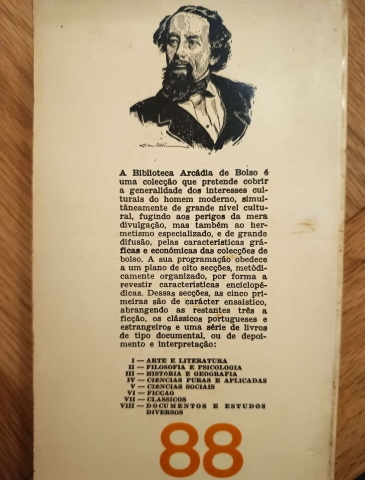 A Biblioteca Arcádia de Bolso é
uma colecção que pretende cobrir
a generalidade dos interesses cul-
turais do homem moderno, simul-
tâneamente de grande nível cultu-
ral, fugindo aos perigos da mera
divulgação, mas também ao her-
metismo especializado, e de grande
difusão, pelas características grá-
ficas e económicas das colecções de
bolso. A sua programação obedece
a um plano de oito secções, metòdi-
camente organizado, por forma a
revestir características enciclopé-
dicas. Dessas secções, as cinco pri-
meiras são de carácter ensaístico,
abrangendo as restantes três a
ficção, os clássicos portugueses e
estrangeiros e uma série de livros
de tipo documental, ou de depoi-
mento e interpretação:
I — ARTE E LITERATURA
II — FILOSOFIA E PSICOLOGIA
III — HISTÓRIA E GEOGRAFIA
IV — CIÊNCIAS PURAS E APLICADAS
V — CIÊNCIAS SOCIAIS
VI — FICÇÃO
VII — CLÁSSICOS
VIII — DOCUMENTOS E ESTUDOS
DIVERSOS
88